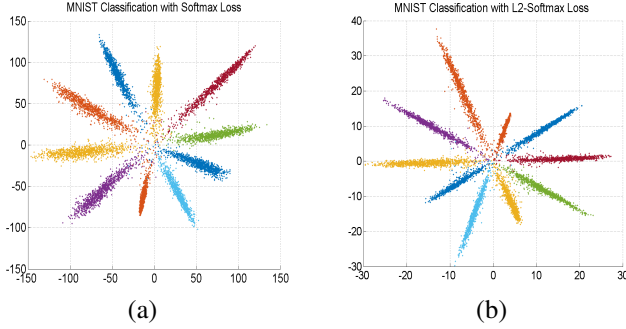 MNIST Classification with Softmax Loss
150
100
50
0
-50
-100
-150
-150 -100 -50 0 50 100 150
(a)
MNIST Classification with L2-Softmax Loss
40
30
20
10
0
-10
-20
-30
-30 -20 -10 0 10 20 30
(b)